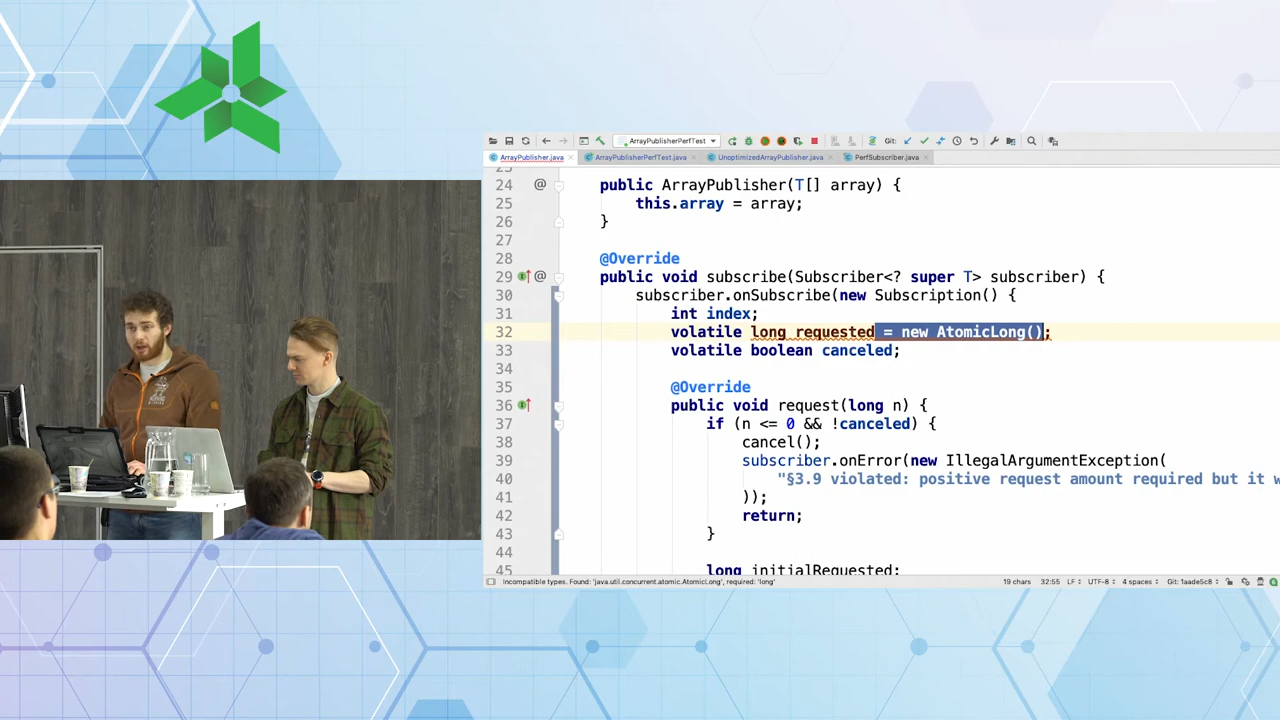 ArrayPublisherPerfTest
Git:
ArrayPublisher.java
ArrayPublisherPerfTest.java
UnoptimizedArrayPublisher.java
PerfSubscriber.java
24 @ public ArrayPublisher(T[] array) {
25 this.array = array;
26 }
27
28 @Override
29 @ public void subscribe(Subscriber<? super T> subscriber) {
30 subscriber.onSubscribe(new Subscription() {
31 int index;
32 volatile long requested = new AtomicLong();
33 volatile boolean canceled;
34
35 @Override
36 public void request(long n) {
37 if (n <= 0 && !canceled) {
38 cancel();
39 subscriber.onError(new IllegalArgumentException(
40 "§3.9 violated: positive request amount required but it w
41 ));
42 return;
43 }
44
45 long initialRequested;
Incompatible types. Found: 'java.util.concurrent.atomic.AtomicLong', required: 'long'
19 chars 32:55 LF UTF-8 4 spaces Git: 1aade5c8